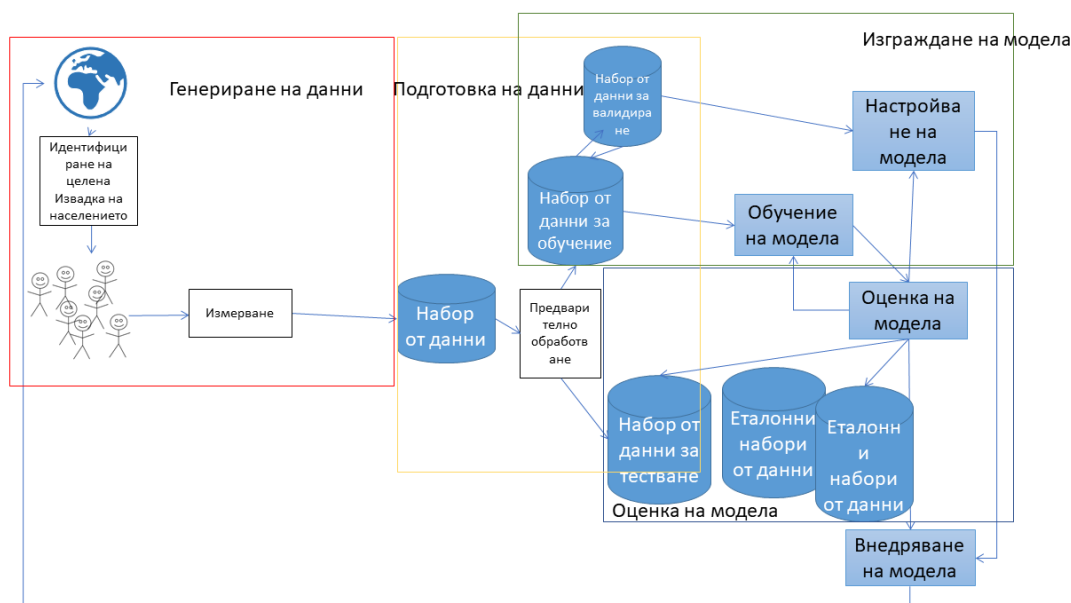 Изграждане на модела
Генериране на данни
Подготовка на данни
Набор от
данни за
валидира
не
Настройва
не на
модела
Идентифици
ране на
целена
Извадка на
населението
Набор от
данни за
обучение
Обучение
на модела
Оценка на
модела
Измерване
Набор
от данни
Предвари
телно
обработв
ане
Набор от
данни за
тестване
Еталонни
набори
от данни
Еталонн
и
набори
от данни
Оценка на модела
Внедряване
на модела